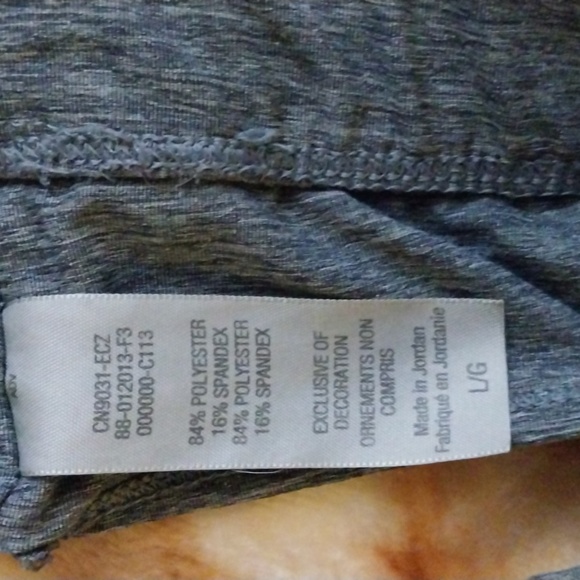 CN9031-ECZ
88-012013-F3
000000-C113
84% POLYESTER
16% SPANDEX
84% POLYESTER
16% SPANDEX
EXCLUSIVE OF
DECORATION
ORNEMENTS NON
COMPRIS
Made in Jordan
Fabriqué en Jordanie
L/G